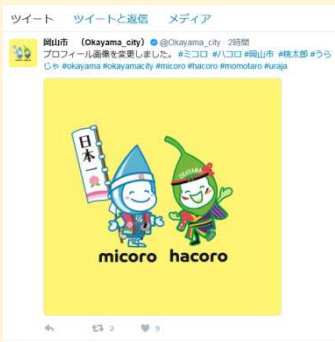 ツイート ツイートと返信 メディア
岡山市 （Okayama_city） @Okayama_city · 2時間
プロフィール画像を変更しました。 #ミコロ #ハコロ #岡山市 #桃太郎 #うら
じゃ #okayama #okayamacity #micoro #hacoro #momotaro #uraja
日本一
OKAYAMA
micoro hacoro
2 9